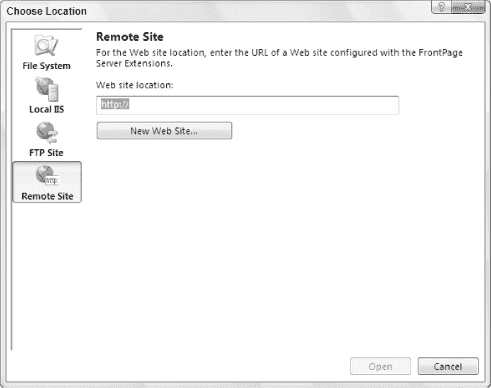 Choose Location
File System
Local IIS
FTP Site
http:
Remote Site
Remote Site
For the Web site location, enter the URL of a Web site configured with the FrontPage
Server Extensions.
Web site location:
http://
New Web Site...
Open
Cancel